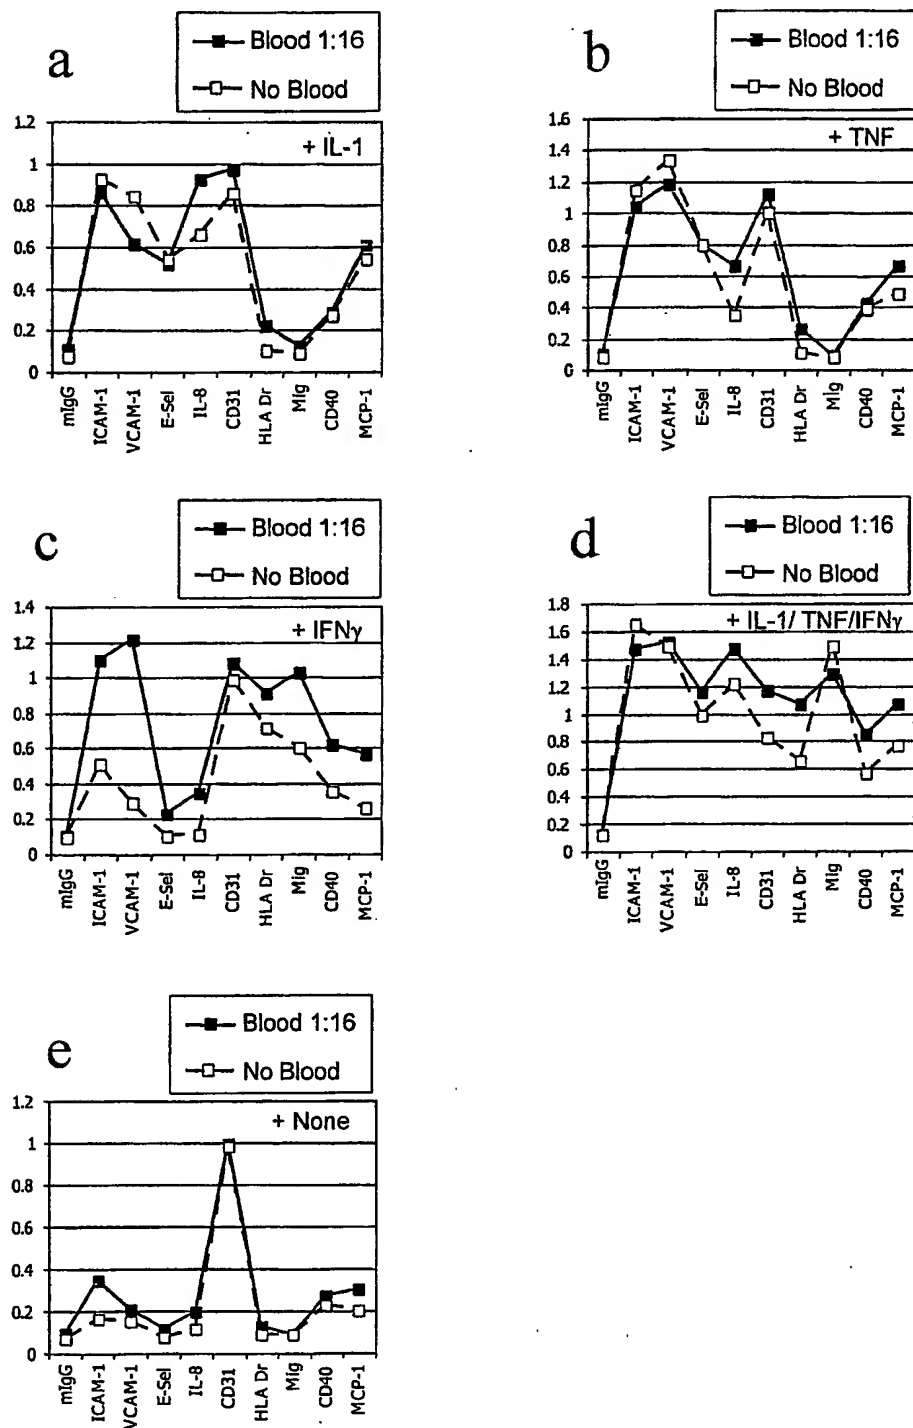 a
Blood 1:16
No Blood
+ IL-1
1.2
1
0.8
0.6
0.4
0.2
0
mIgG
ICAM-1
VCAM-1
E-Sel
IL-8
CD31
HLA Dr
Mig
CD40
MCP-1
b
Blood 1:16
No Blood
+ TNF
1.6
1.4
1.2
1
0.8
0.6
0.4
0.2
0
mIgG
ICAM-1
VCAM-1
E-Sel
IL-8
CD31
HLA Dr
Mig
CD40
MCP-1
c
Blood 1:16
No Blood
+ IFNγ
1.4
1.2
1
0.8
0.6
0.4
0.2
0
mIgG
ICAM-1
VCAM-1
E-Sel
IL-8
CD31
HLA Dr
Mig
CD40
MCP-1
d
Blood 1:16
No Blood
+ IL-1/ TNF/IFNγ
1.8
1.6
1.4
1.2
1
0.8
0.6
0.4
0.2
0
mIgG
ICAM-1
VCAM-1
E-Sel
IL-8
CD31
HLA Dr
Mig
CD40
MCP-1
e
Blood 1:16
No Blood
+ None
1.2
1
0.8
0.6
0.4
0.2
0
mIgG
ICAM-1
VCAM-1
E-Sel
IL-8
CD31
HLA Dr
Mig
CD40
MCP-1